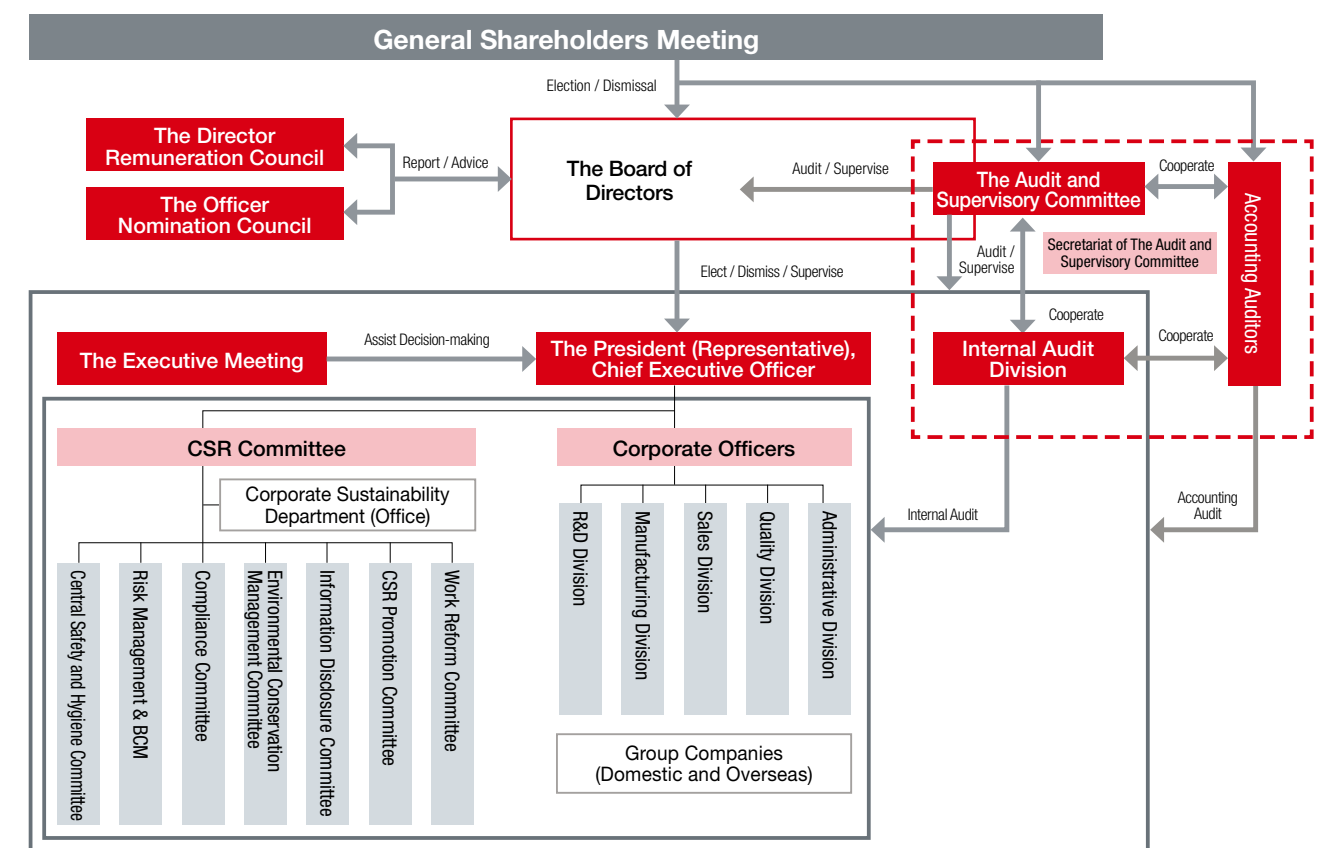 General Shareholders Meeting
Election / Dismissal
The Director
Remuneration Council
The Officer
Nomination Council
Report / Advice
The Board of
Directors
Audit / Supervise
The Audit and
Supervisory Committee
Cooperate
Accounting Auditors
Secretariat of The Audit and
Supervisory Committee
Audit /
Supervise
Elect / Dismiss / Supervise
Cooperate
The Executive Meeting
Assist Decision-making
The President (Representative),
Chief Executive Officer
Internal Audit
Division
Cooperate
CSR Committee
Corporate Officers
Corporate Sustainability
Department (Office)
Central Safety and Hygiene Committee
Risk Management & BCM
Compliance Committee
Environmental Conservation
Management Committee
Information Disclosure Committee
CSR Promotion Committee
Work Reform Committee
R&D Division
Manufacturing Division
Sales Division
Quality Division
Administrative Division
Group Companies
(Domestic and Overseas)
Internal Audit
Accounting
Audit